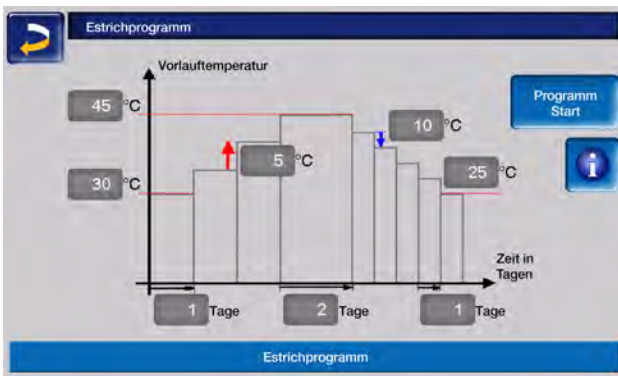 Estrichprogramm
Vorlauftemperatur
45 °C
Programm
Start
10 °C
5 °C
25 °C
30 °C
Zeit in
Tagen
1 Tage
2 Tage
1 Tage
Estrichprogramm